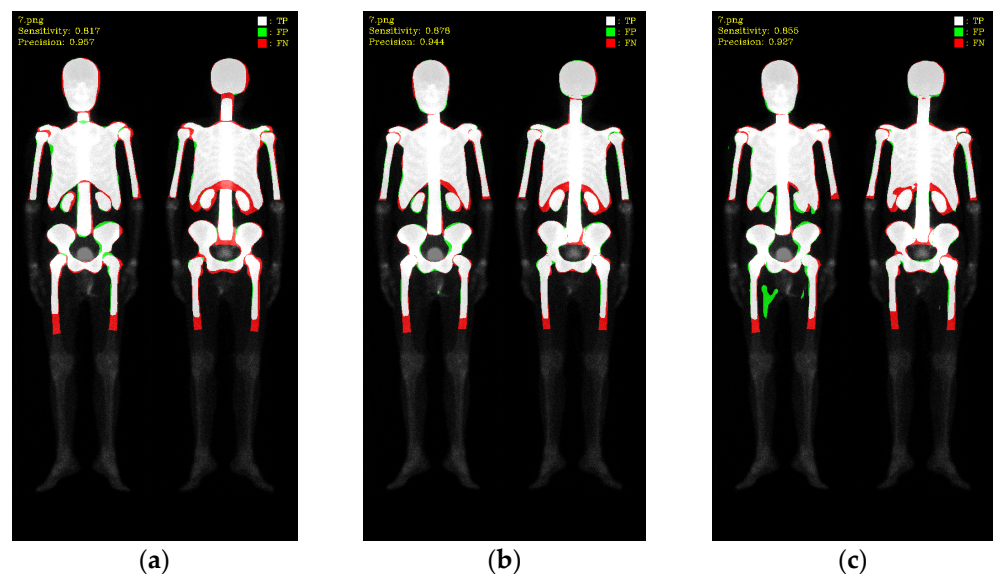 7.png
Sensitivity: 0.817
Precision: 0.957
: TP
: FP
: FN
7.png
Sensitivity: 0.878
Precision: 0.944
: TP
: FP
: FN
7.png
Sensitivity: 0.855
Precision: 0.927
: TP
: FP
: FN
(a)
(b)
(c)